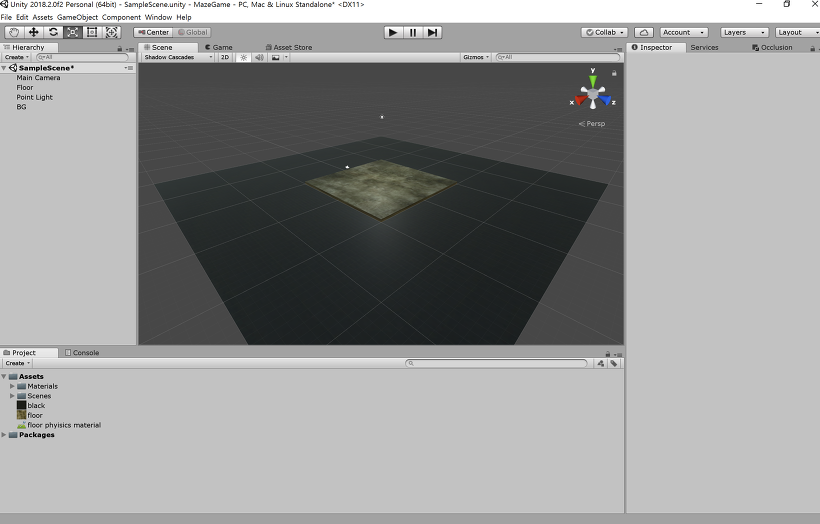 Unity 2018.2.0f2 Personal (64bit) - SampleScene.unity - MazeGame - PC, Mac & Linux Standalone* <DX11>
File Edit Assets GameObject Component Window Help
Center Global Collab Account Layers Layout
Hierarchy Scene Game Asset Store Inspector Services Occlusion
Create All Shadow Cascades 2D Gizmos All
SampleScene*
Main Camera
Floor
Point Light
BG
y
x z
Persp
Project Console
Create
Assets
Materials
Scenes
black
floor
floor phyisics material
Packages